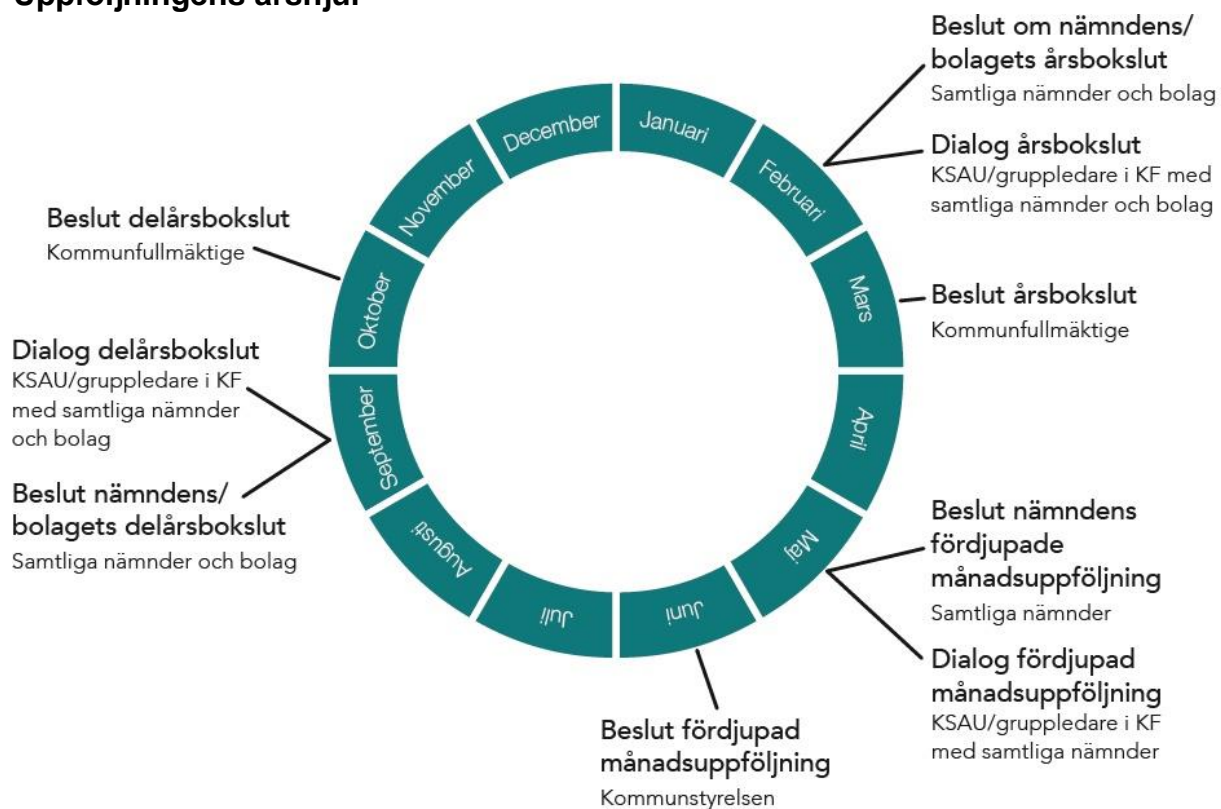 Uppföljningens årshjul
Beslut om nämndens/
bolagets årsbokslut
Samtliga nämnder och bolag
Dialog årsbokslut
KSAU/gruppledare i KF med
samtliga nämnder och bolag
Beslut årsbokslut
Kommunfullmäktige
Beslut nämndens
fördjupade
månadsuppföljning
Samtliga nämnder
Dialog fördjupad
månadsuppföljning
KSAU/gruppledare i KF
med samtliga nämnder
Beslut fördjupad
månadsuppföljning
Kommunstyrelsen
Beslut nämndens/
bolagets delårsbokslut
Samtliga nämnder och bolag
Dialog delårsbokslut
KSAU/gruppledare i KF
med samtliga nämnder
och bolag
Beslut delårsbokslut
Kommunfullmäktige
Januari
Februari
Mars
April
Maj
Juni
Juli
Augusti
September
Oktober
November
December